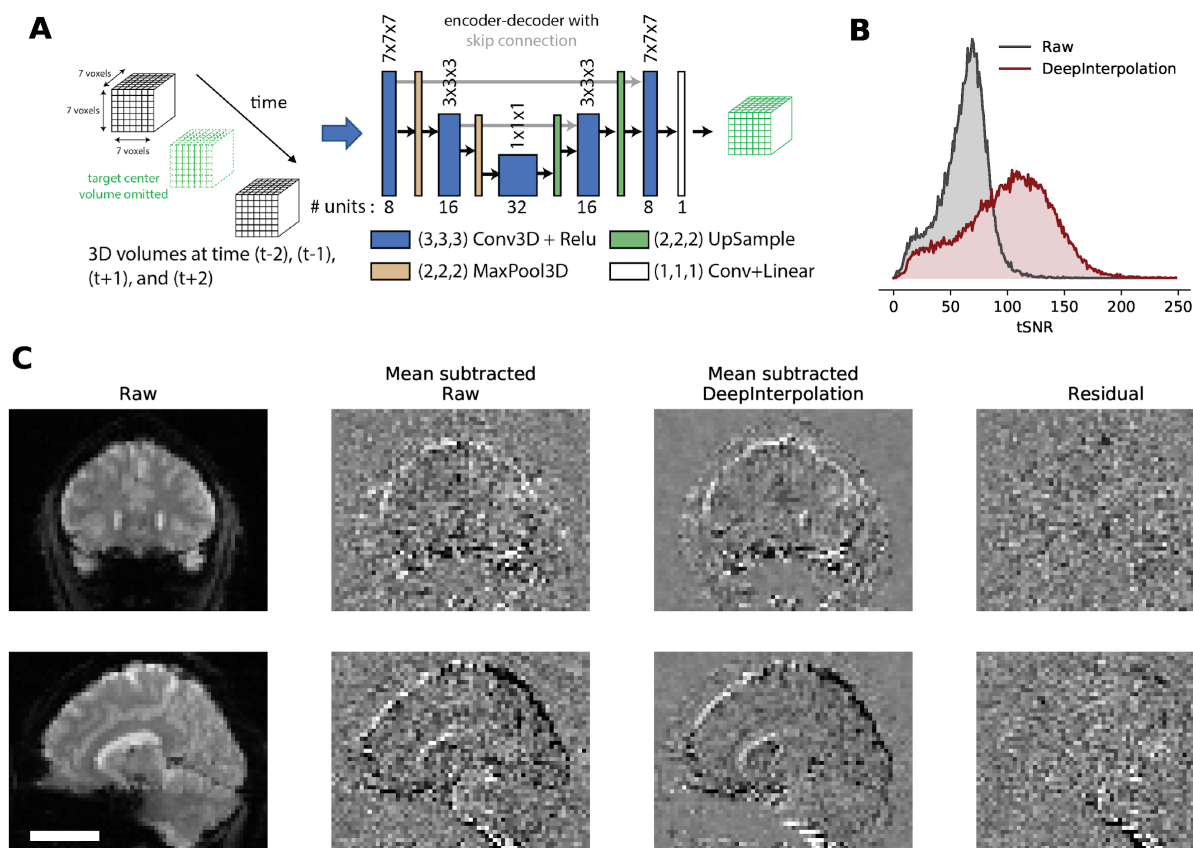 A
7 voxels
7 voxels
7 voxels
time
target center
volume omitted
3D volumes at time (t-2), (t-1),
(t+1), and (t+2)
encoder-decoder with
skip connection
7x7x7
3x3x3
1x1x1
3x3x3
7x7x7
# units : 8 16 32 16 8 1
(3,3,3) Conv3D + Relu
(2,2,2) UpSample
(2,2,2) MaxPool3D
(1,1,1) Conv+Linear
B
Raw
DeepInterpolation
0 50 100 150 200 250
tSNR
C
Raw
Mean subtracted
Raw
Mean subtracted
DeepInterpolation
Residual